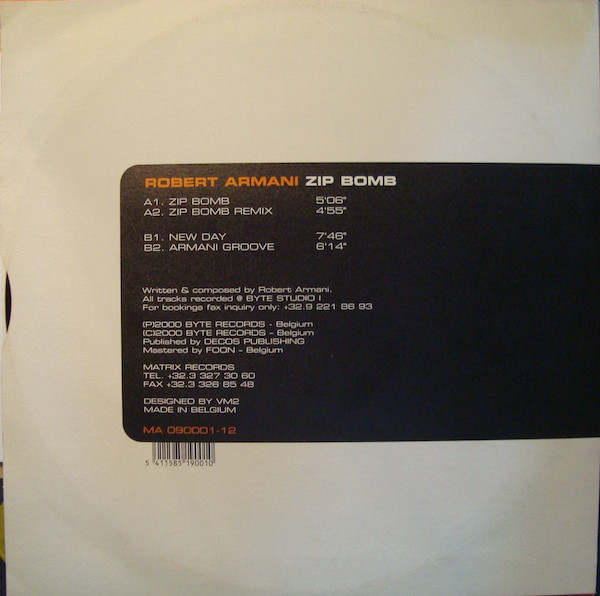 ROBERT ARMANI ZIP BOMB
A1. ZIP BOMB 5'06"
A2. ZIP BOMB REMIX 4'55"
B1. NEW DAY 7'46"
B2. ARMANI GROOVE 6'14"
Written & composed by Robert Armani.
All tracks recorded @ BYTE STUDIO I
For bookings fax inquiry only: +32.9 221 86 93
(P)2000 BYTE RECORDS - Belgium
(C)2000 BYTE RECORDS - Belgium
Published by DECOS PUBLISHING
Mastered by FOON - Belgium
MATRIX RECORDS
TEL. +32.3 327 30 60
FAX +32.3 326 85 48
DESIGNED BY VM2
MADE IN BELGIUM
MA 090001-12
5 411585 190010